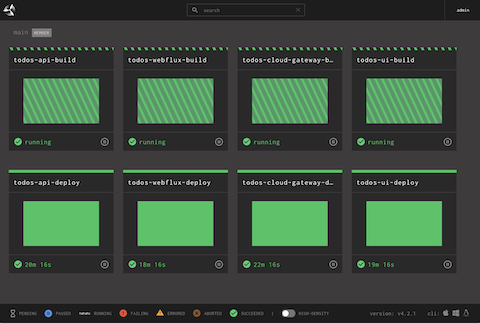 search
admin
main MEMBER
todos-api-build
todos-webflux-build
todos-cloud-gateway-b…
todos-ui-build
running
running
running
running
todos-api-deploy
todos-webflux-deploy
todos-cloud-gateway-d…
todos-ui-deploy
20m 16s
18m 16s
22m 16s
19m 16s
PENDING
PAUSED
RUNNING
FAILING
ERRORED
ABORTED
SUCCEEDED
HIGH-DENSITY
version: v4.2.1
cli: